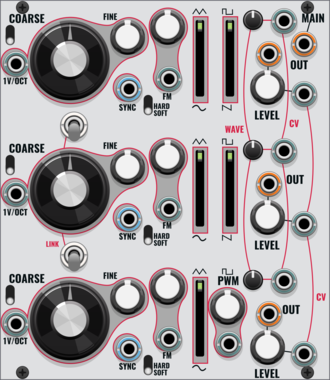 COARSE
FINE
MAIN
1V/OCT
SYNC
FM
HARD
SOFT
OUT
LEVEL
CV
WAVE
COARSE
FINE
1V/OCT
SYNC
FM
HARD
SOFT
OUT
LEVEL
LINK
COARSE
FINE
PWM
CV
1V/OCT
SYNC
FM
HARD
SOFT
OUT
LEVEL